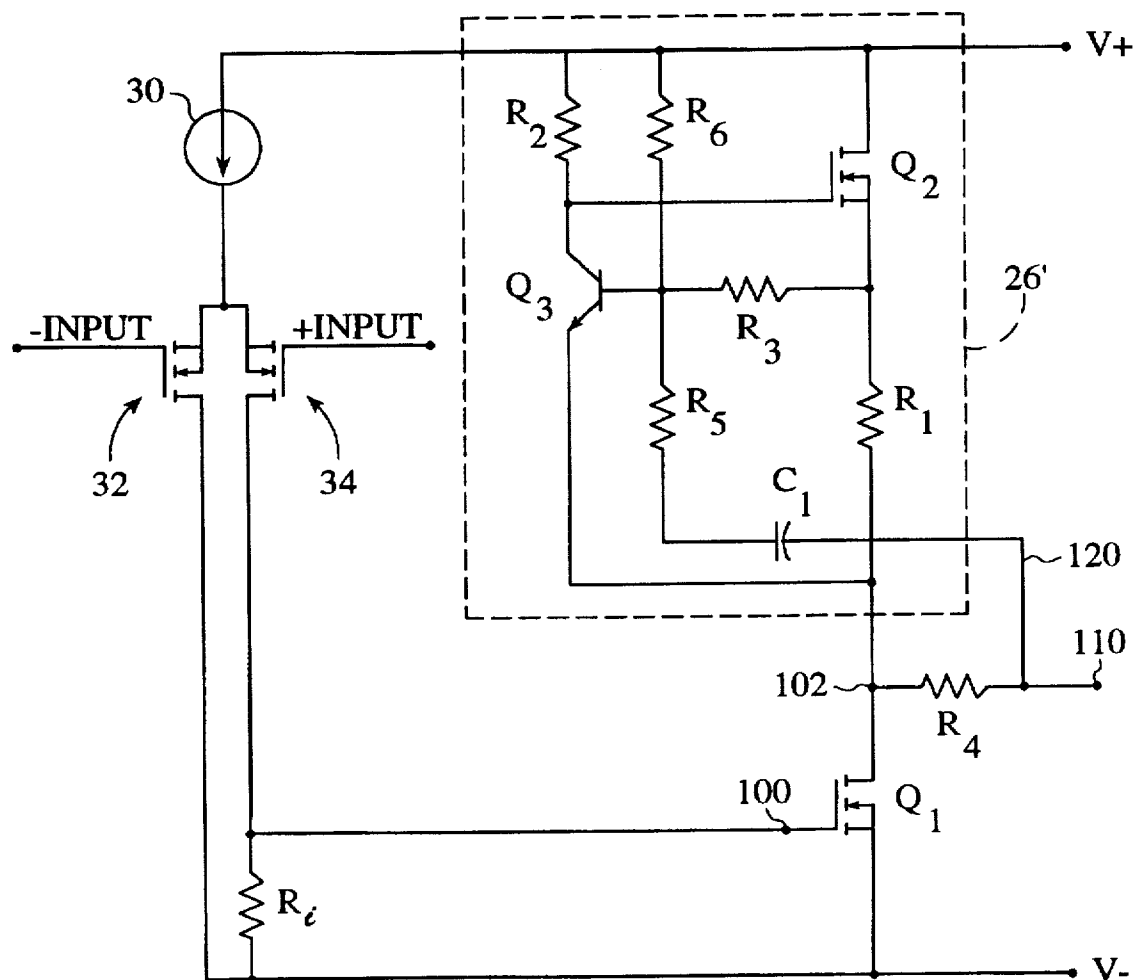 V+
30
R2
R6
Q2
26'
Q3
R3
-INPUT
+INPUT
R5
R1
32
34
C1
120
110
102
R4
100
Q1
Ri
V-